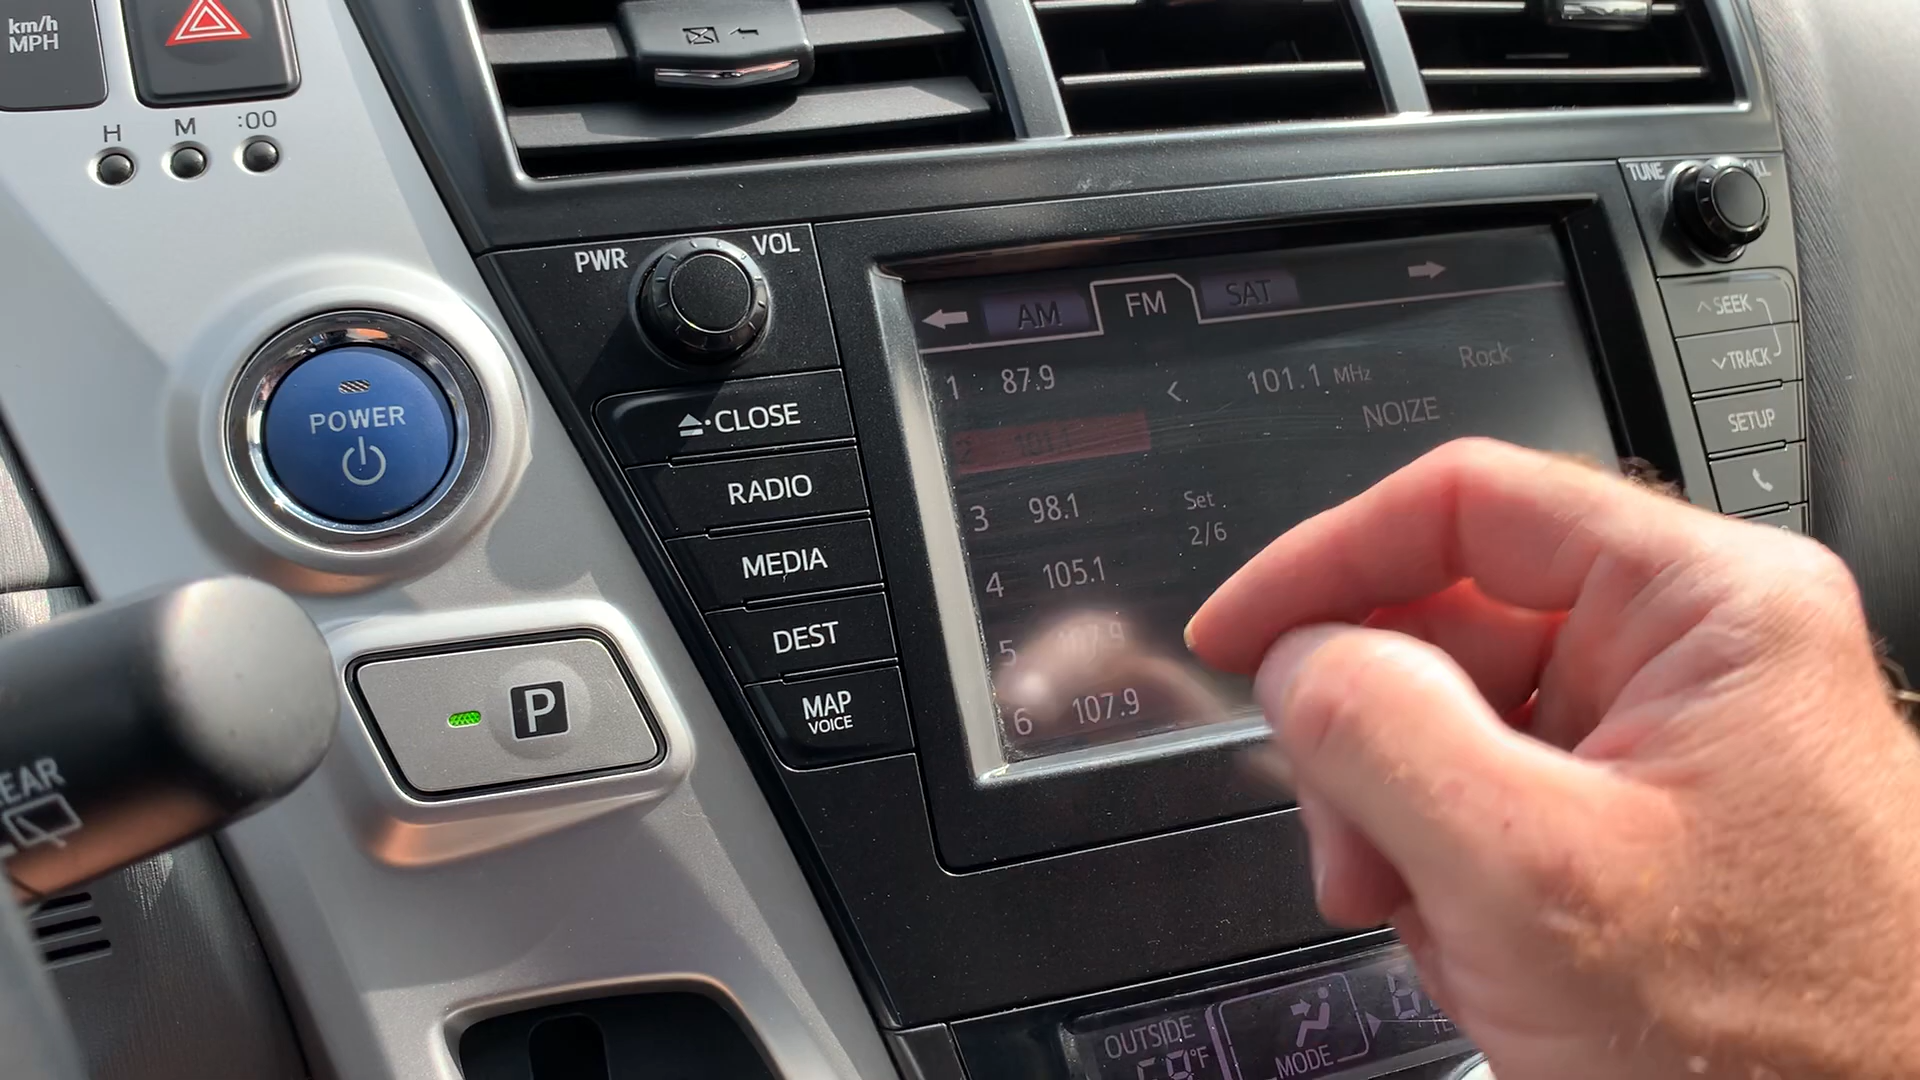 km/h
MPH
H M :00
PWR VOL
TUNE
POWER
CLOSE
RADIO
MEDIA
DEST
MAP
VOICE
P
AM FM SAT
1 87.9
< 101.1 MHz
Rock
NOIZE
3 98.1
Set
2/6
4 105.1
5
6 107.9
SEEK
TRACK
SETUP
OUTSIDE
°F
MODE